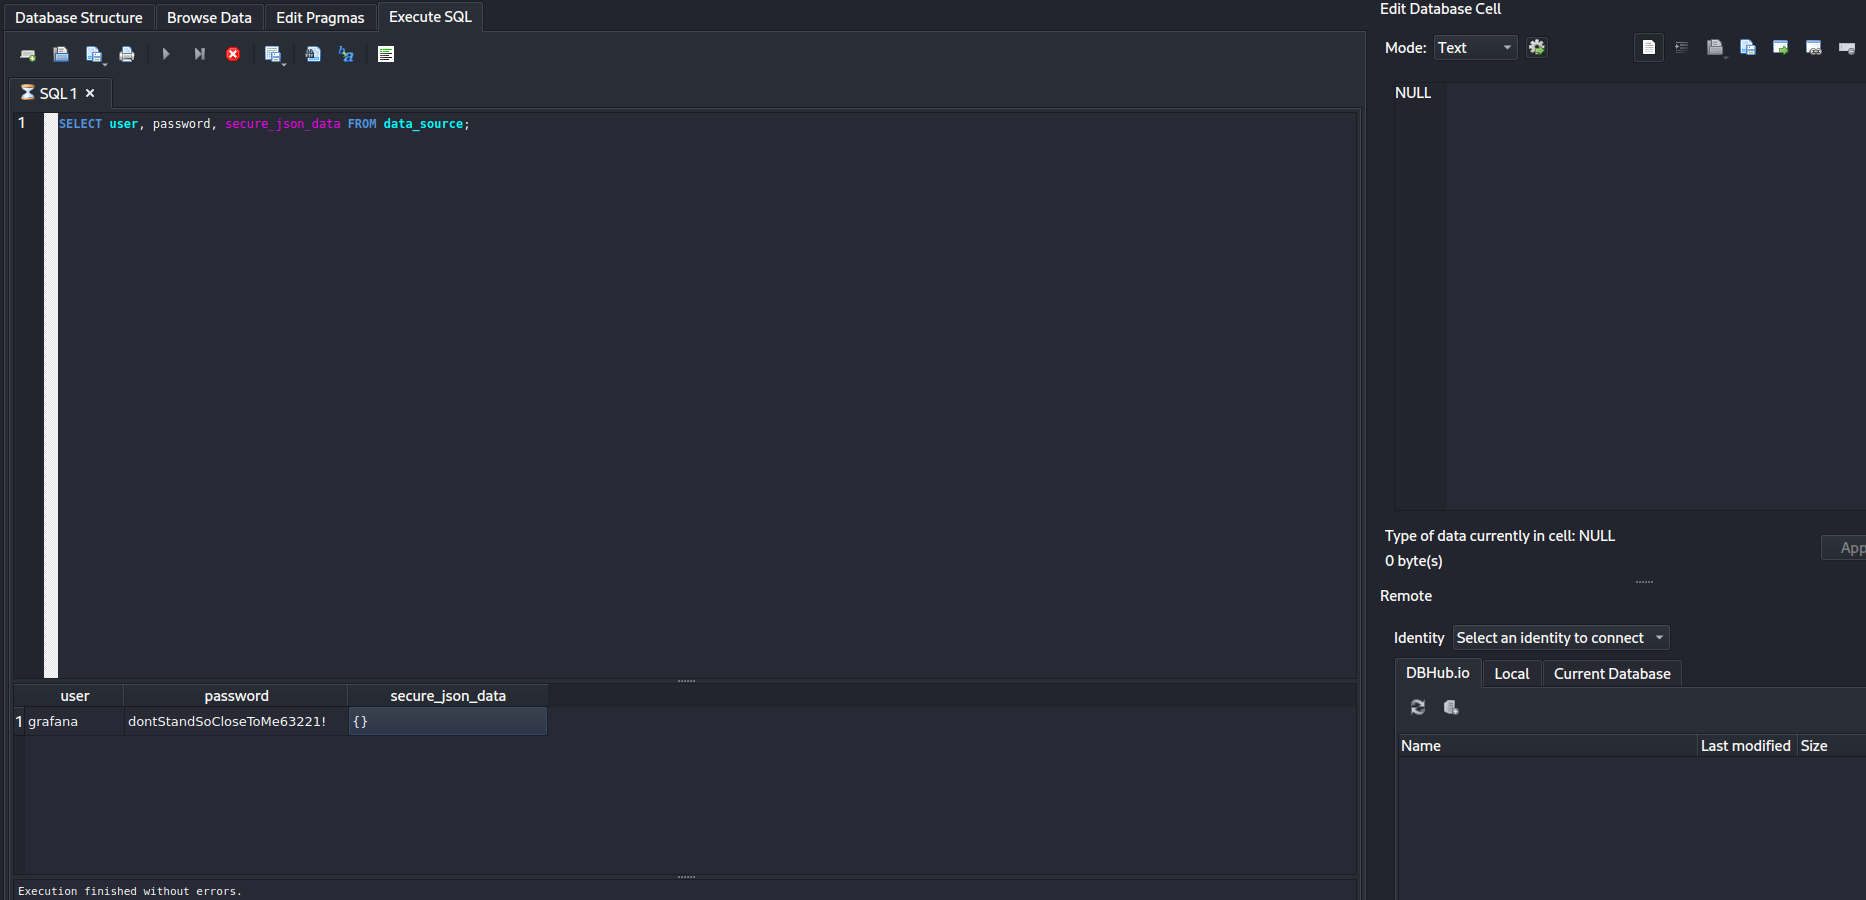 Database Structure Browse Data Edit Pragmas Execute SQL
SQL 1
1 SELECT user, password, secure_json_data FROM data_source;
user password secure_json_data
1 grafana dontStandSoCloseToMe63221! {}
Execution finished without errors.
Edit Database Cell
Mode: Text
NULL
Type of data currently in cell: NULL
0 byte(s)
App
Remote
Identity Select an identity to connect
DBHub.io Local Current Database
Name Last modified Size